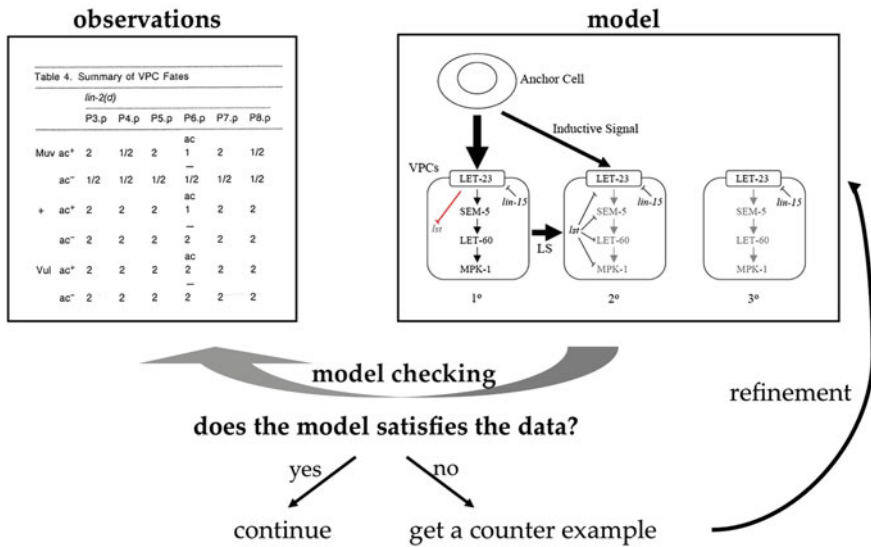 observations
Table 4. Summary of VPC Fates
lin-2(d)
P3.p P4.p P5.p P6.p P7.p P8.p
ac
Muv ac+ 2 1/2 2 1 2 1/2
—
ac− 1/2 1/2 1/2 1/2 1/2 1/2
ac
+ ac+ 2 2 2 1 2 2
—
ac− 2 2 2 2 2 2
ac
Vul ac+ 2 2 2 2 2 2
—
ac− 2 2 2 2 2 2
model
Anchor Cell
Inductive Signal
VPCs
LET-23 LET-23 LET-23
lin-15 lin-15 lin-15
SEM-5 SEM-5 SEM-5
lst lst
LET-60 LET-60 LET-60
LS
MPK-1 MPK-1 MPK-1
1º 2º 3º
model checking
refinement
does the model satisfies the data?
yes no
continue get a counter example